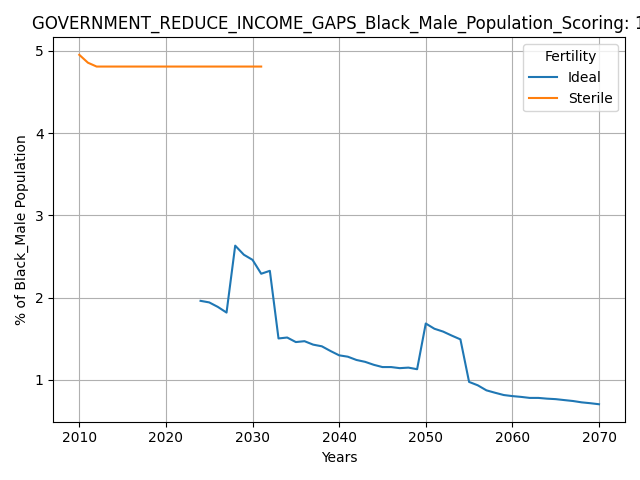 GOVERNMENT_REDUCE_INCOME_GAPS_Black_Male_Population_Scoring: 1
Fertility
Ideal
Sterile
% of Black_Male Population
5
4
3
2
1
2010 2020 2030 2040 2050 2060 2070
Years